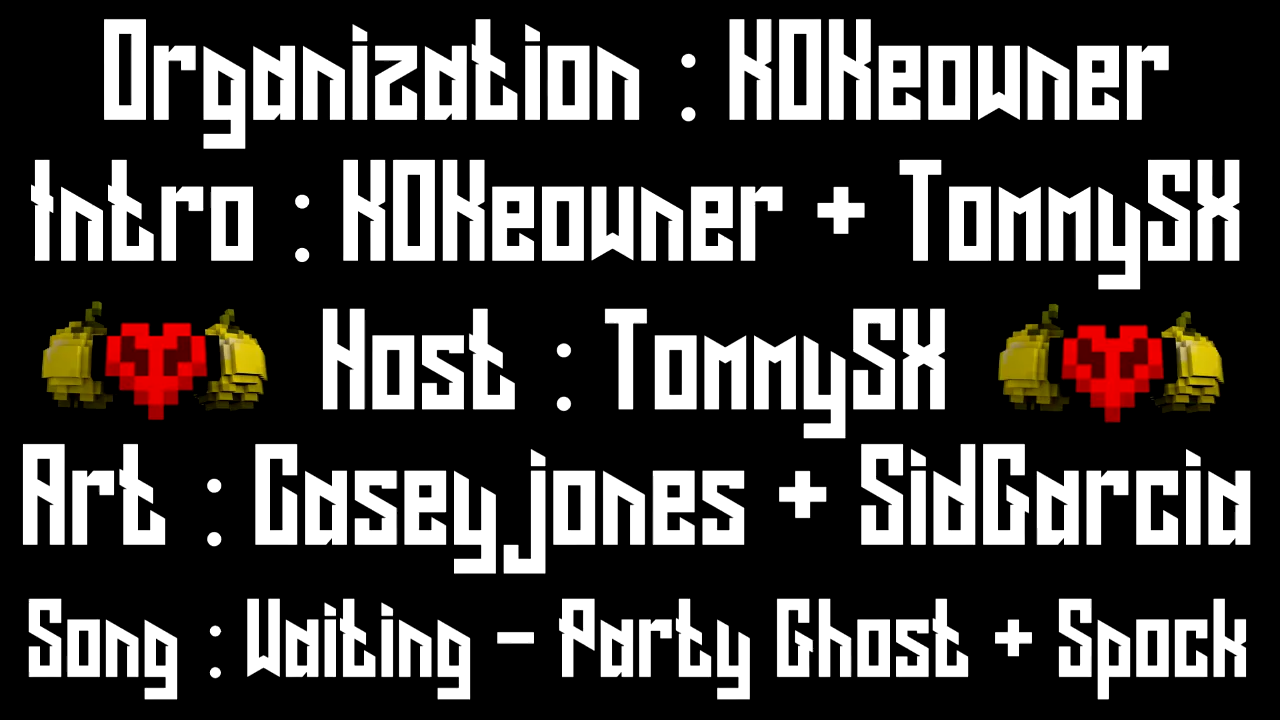 Organization : KOKeowner
Intro : KOKeowner + TommySX
Host : TommySX
Art : Caseyjones + SidGarcia
Song : Waiting - Party Ghost + Spock